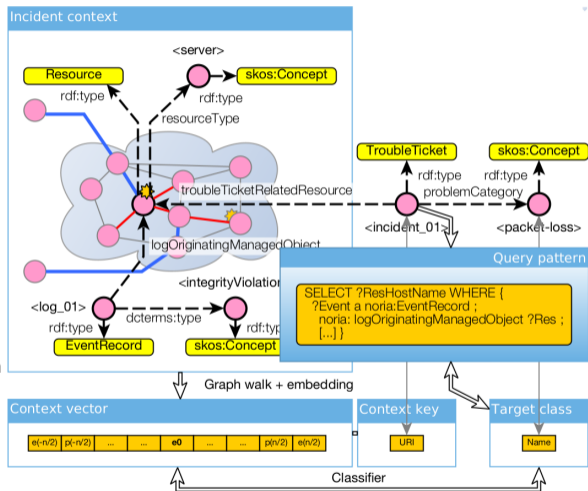 Incident context
<server>
Resource
skos:Concept
rdf:type
rdf:type
resourceType
TroubleTicket
skos:Concept
rdf:type
rdf:type
troubleTicketRelatedResource
problemCategory
<incident_01>
<packet-loss>
logOriginatingManagedObject
Query pattern
<integrityViolation
SELECT ?ResHostName WHERE {
?Event a noria:EventRecord ;
noria: logOriginatingManagedObject ?Res ;
[...] }
<log_01>
dcterms:type
rdf:type
rdf:typ
EventRecord
skos:Concept
Graph walk + embedding
Context vector
Context key
Target class
e(-n/2)
p(-n/2)
...
...
e0
...
...
p(n/2)
e(n/2)
URI
Name
Classifier